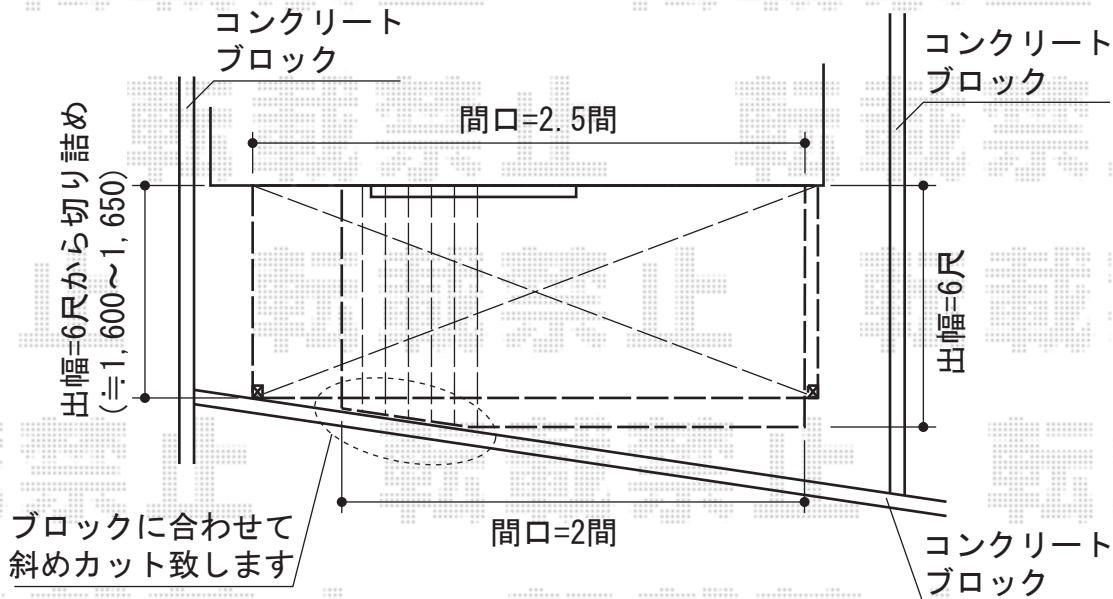 コンクリート
ブロック
コンクリート
ブロック
間口=2.5間
出幅=6尺から切り詰め
(≒1,600～1,650)
出幅=6尺
ブロックに合わせて
斜めカット致します
間口=2間
コンクリート
ブロック